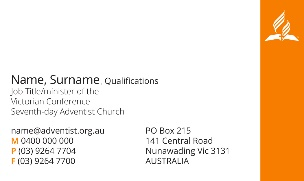 Name, Surname Qualifications
Job Title/minister of the
Victorian Conference
Seventh-day Adventist Church
name@adventist.org.au
M 0400 000 000
P (03) 9264 7704
F (03) 9264 7700
PO Box 215
141 Central Road
Nunawading Vic 3131
AUSTRALIA